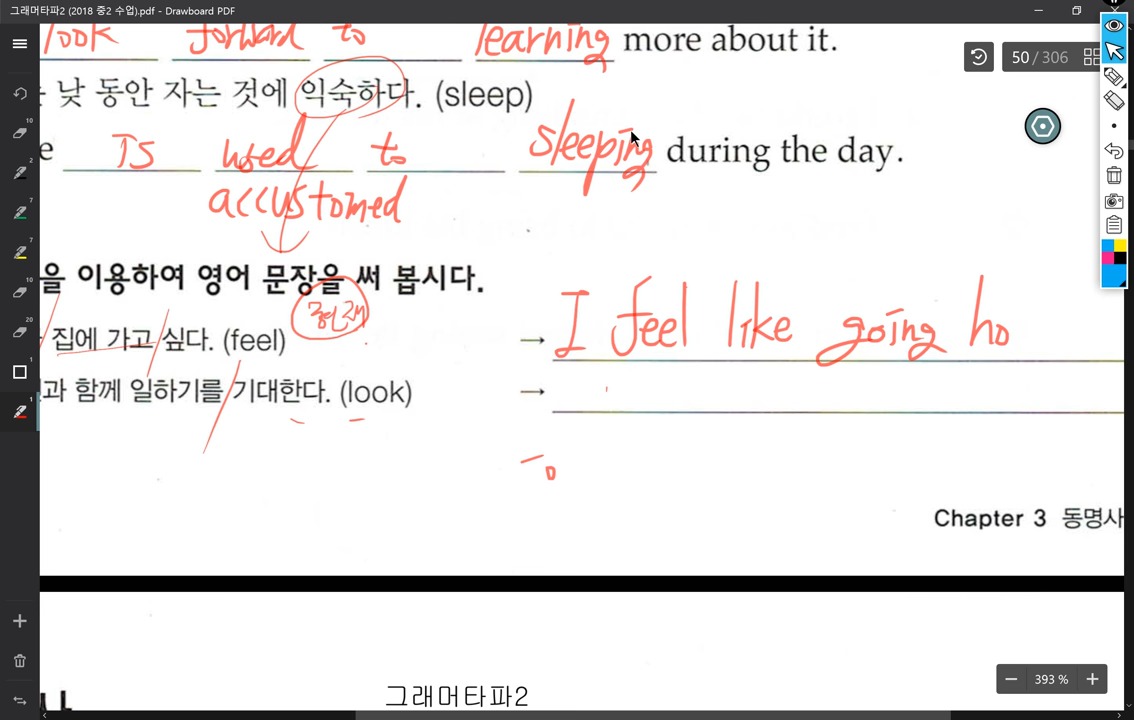 그래머타파2 (2018 중2 수업).pdf - Drawboard PDF
50 / 306
look forward to learning more about it.
낮 동안 자는 것에 익숙하다. (sleep)
e is used to sleeping during the day.
accustomed
을 이용하여 영어 문장을 써 봅시다.
현재
집에 가고 싶다. (feel) → I feel like going ho
과 함께 일하기를 기대한다. (look) →
Chapter 3 동명사
393 %
그래머타파2